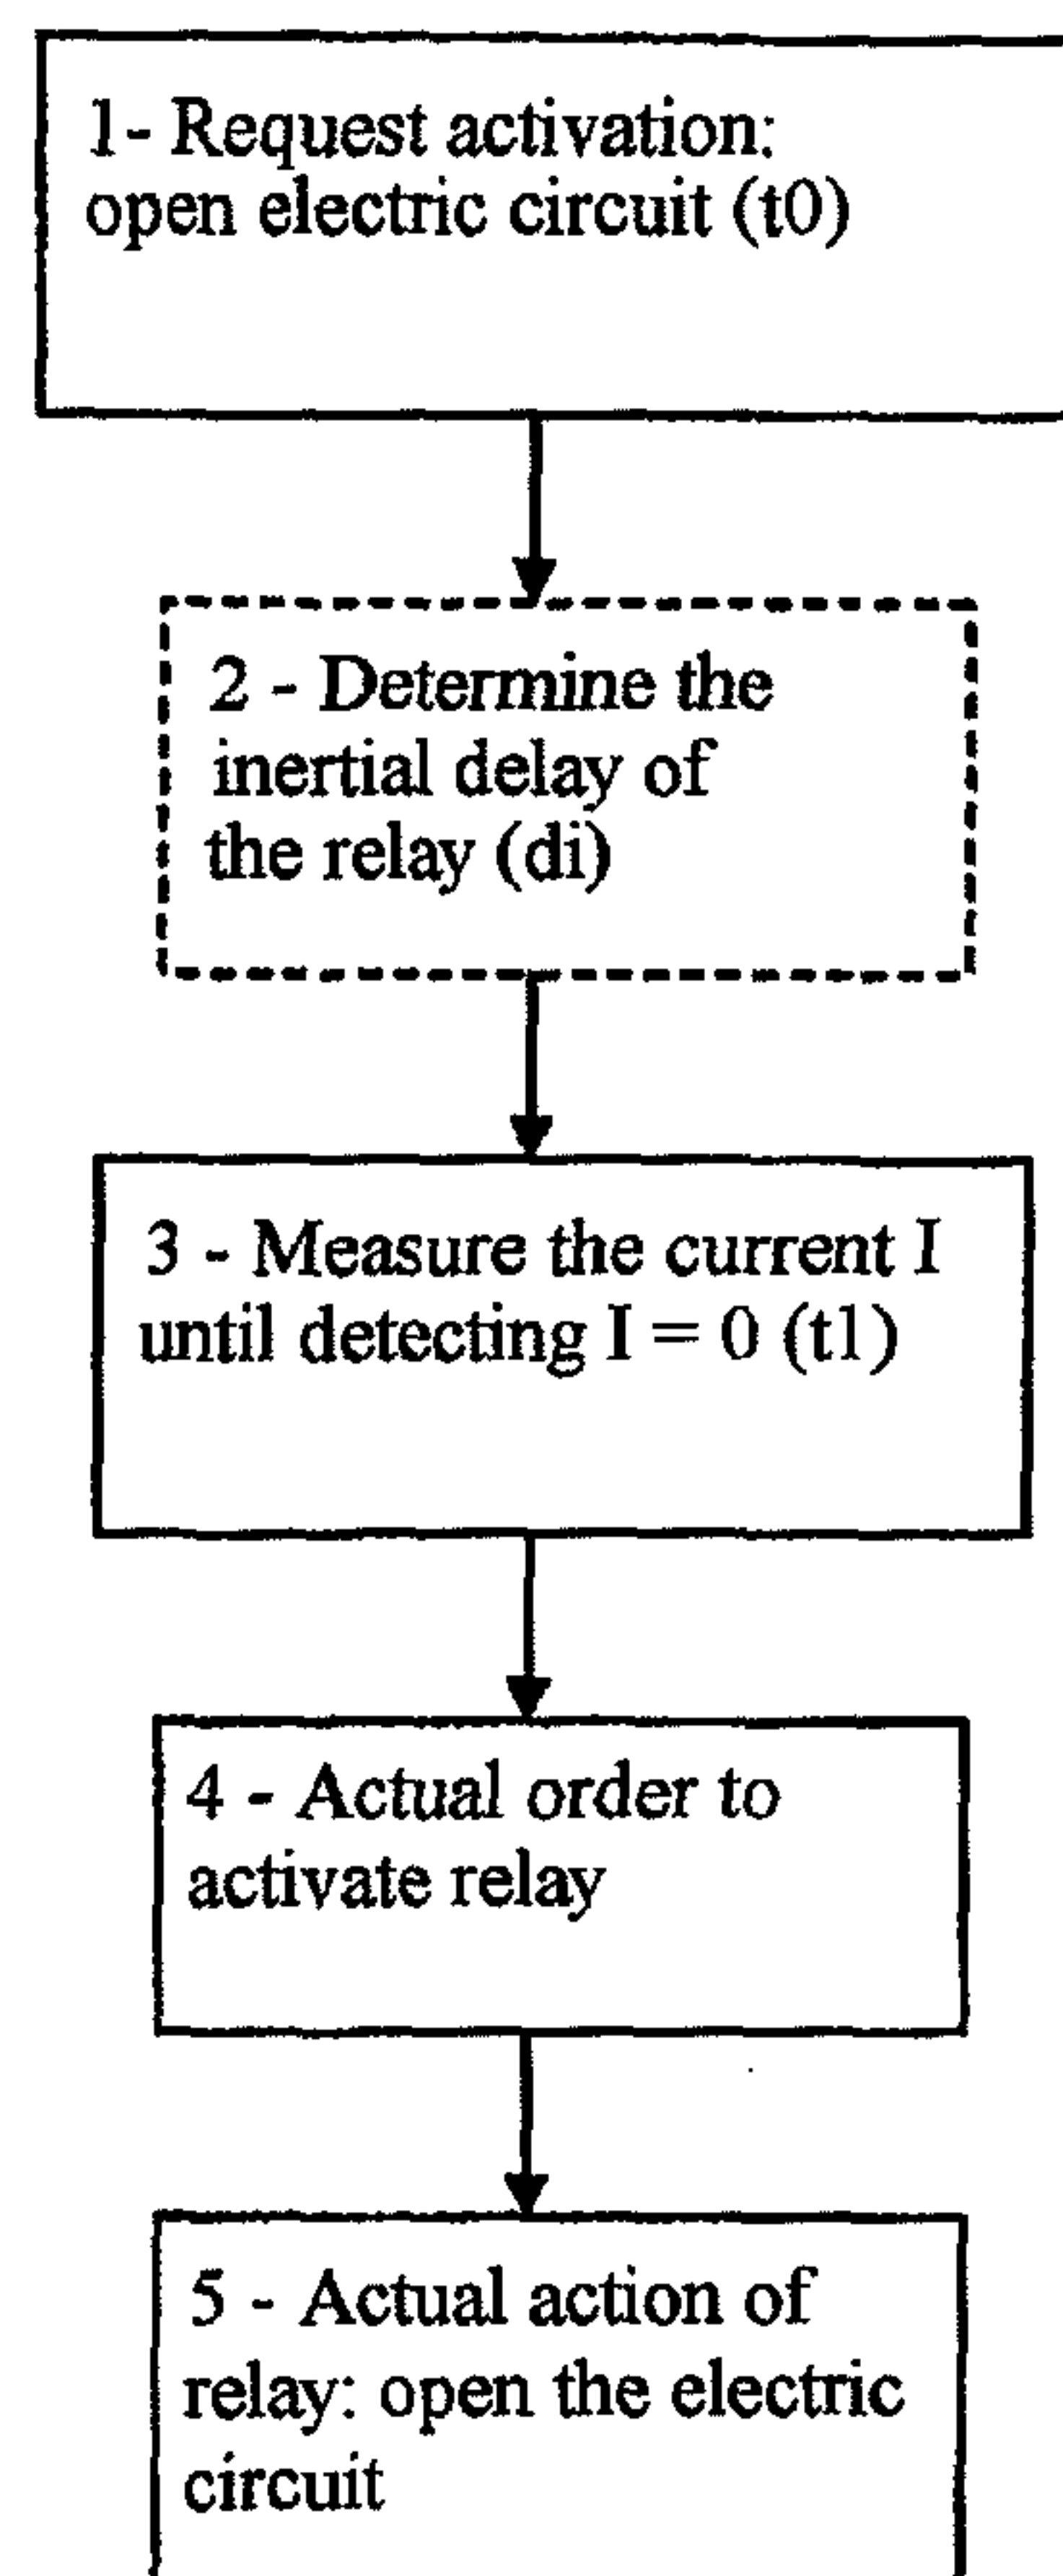 1- Request activation:
open electric circuit (t0)
2 - Determine the
inertial delay of
the relay (di)
3 - Measure the current I
until detecting I = 0 (t1)
4 - Actual order to
activate relay
5 - Actual action of
relay: open the electric
circuit